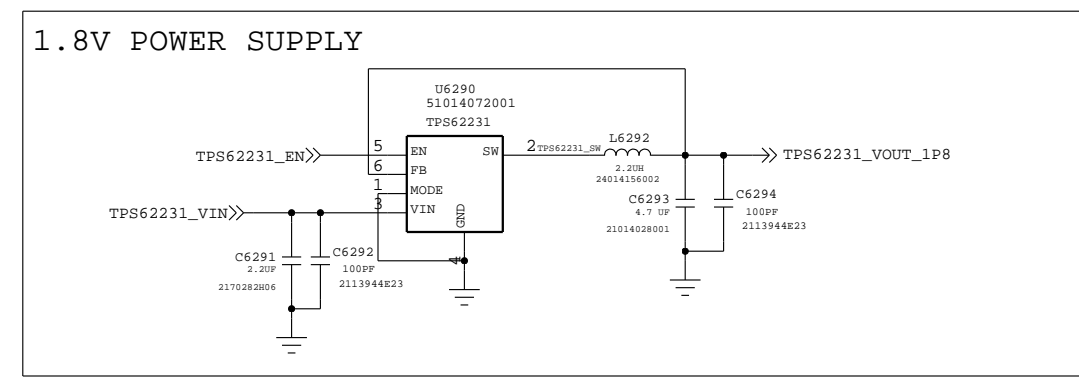 1.8V POWER SUPPLY
U6290
51014072001
TPS62231
TPS62231_EN
5
EN
SW
2
TPS62231_SW
L6292
2.2UH
24014156002
TPS62231_VOUT_1P8
6
FB
1
MODE
TPS62231_VIN
3
VIN
GND
4
C6293
4.7 UF
21014028001
C6294
100PF
2113944E23
C6291
2.2UF
2170282H06
C6292
100PF
2113944E23